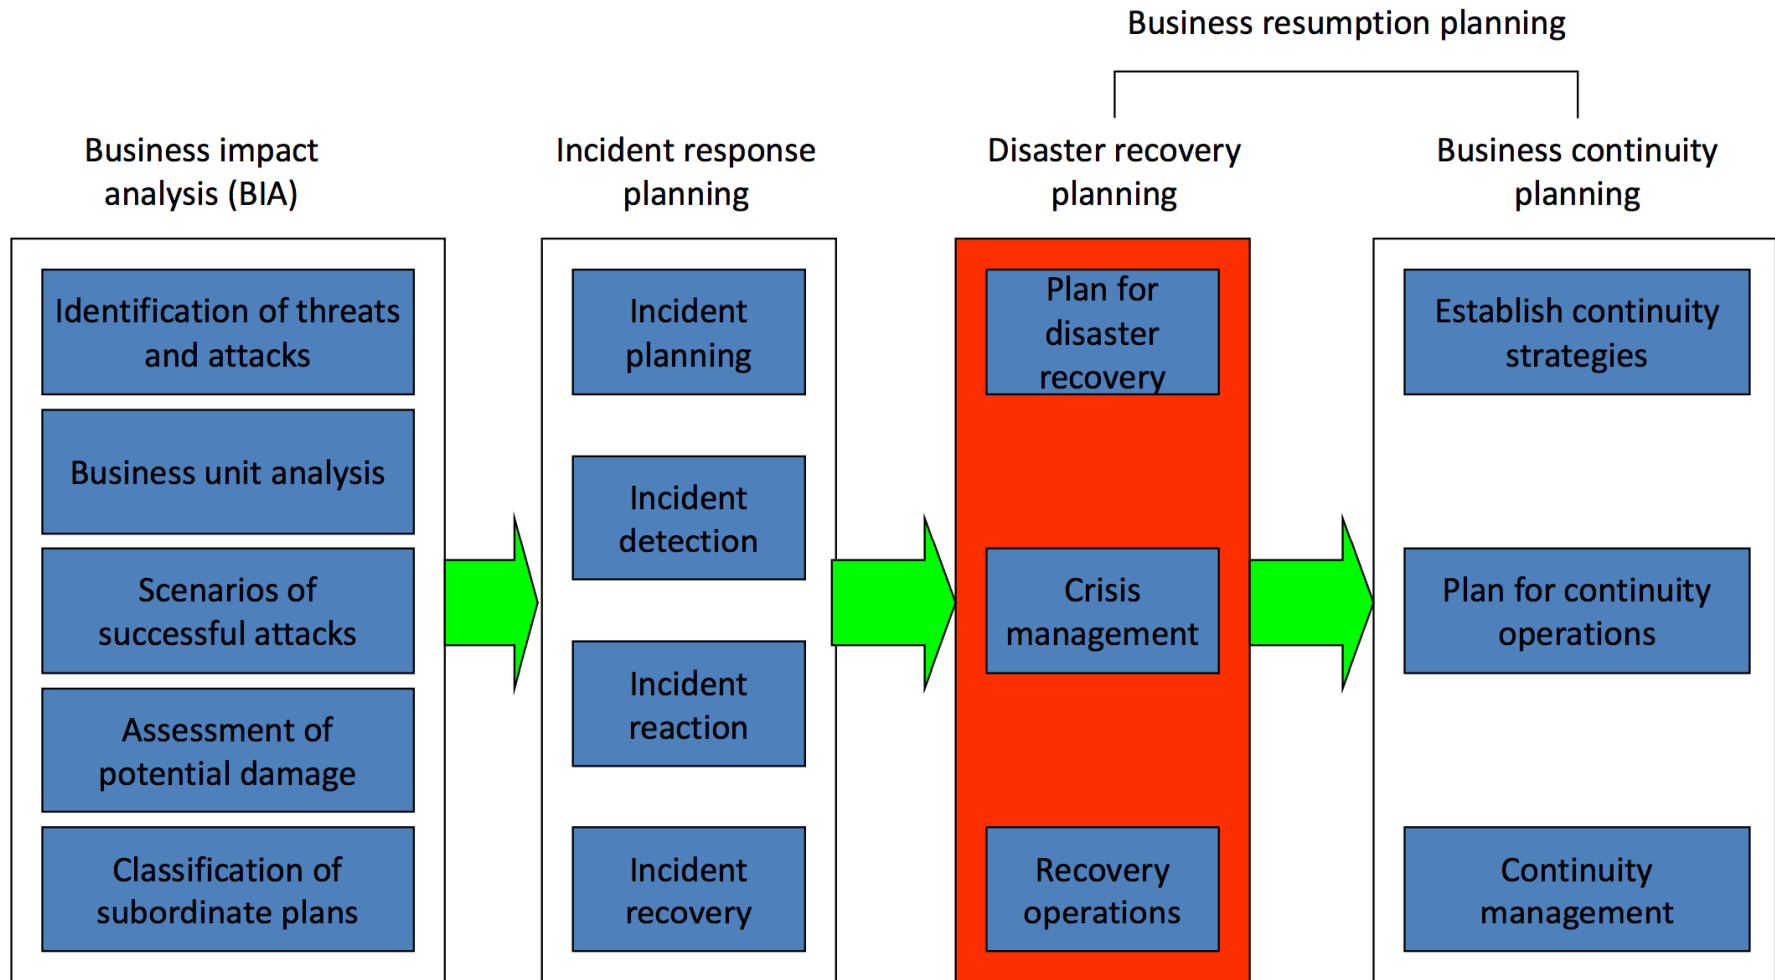 Business resumption planning
Business impact
analysis (BIA)
Incident response
planning
Disaster recovery
planning
Business continuity
planning
Identification of threats
and attacks
Business unit analysis
Scenarios of
successful attacks
Assessment of
potential damage
Classification of
subordinate plans
Incident
planning
Incident
detection
Incident
reaction
Incident
recovery
Plan for
disaster
recovery
Crisis
management
Recovery
operations
Establish continuity
strategies
Plan for continuity
operations
Continuity
management